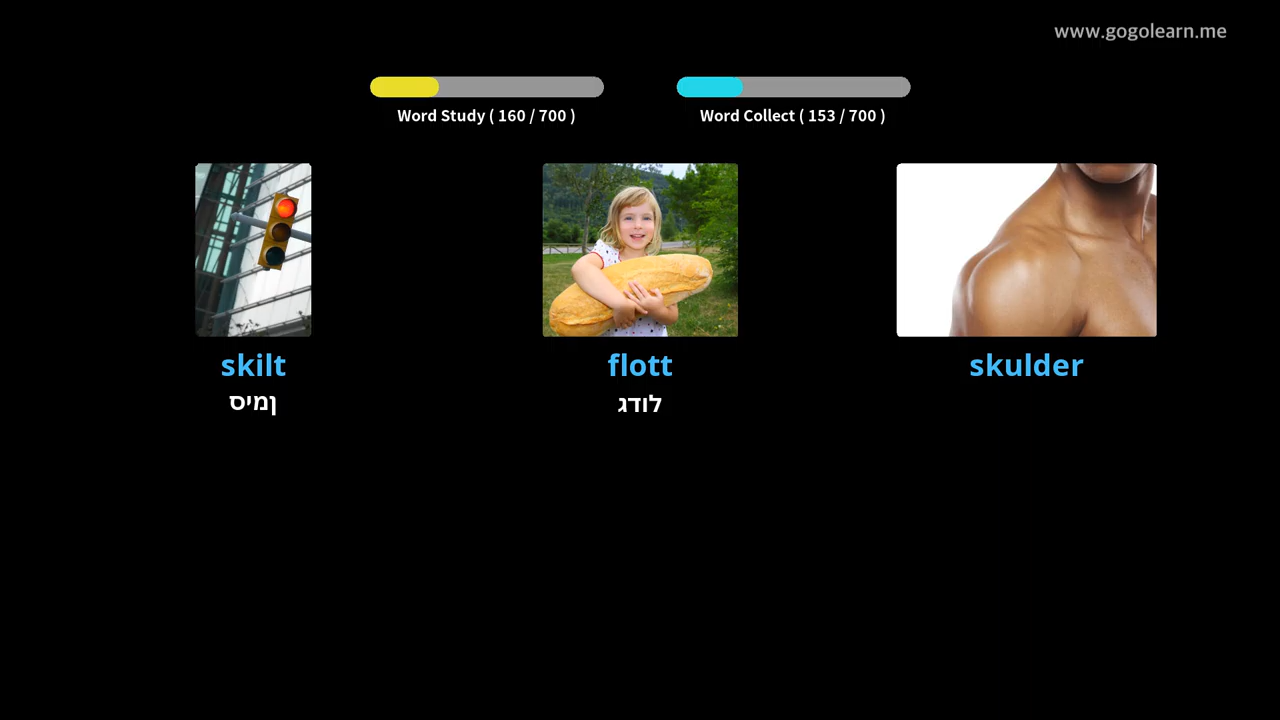 www.gogolearn.me
Word Study ( 160 / 700 )
Word Collect ( 153 / 700 )
skilt
flott
skulder
ןמיס
לודג